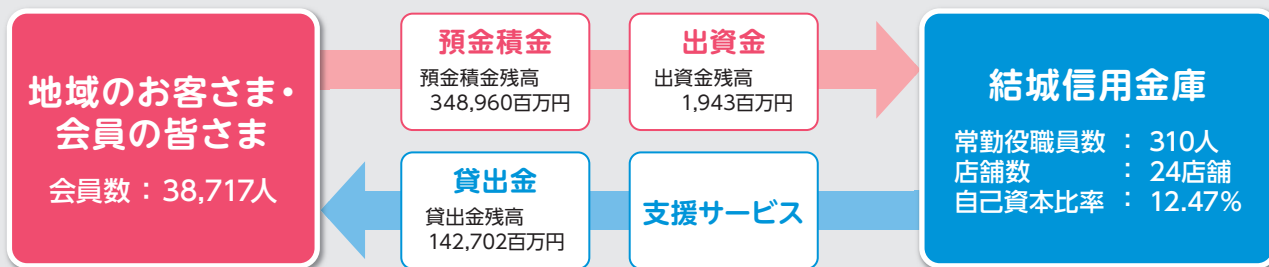 地域のお客さま・
会員の皆さま
会員数：38,717人
預金積金
預金積金残高
348,960百万円
出資金
出資金残高
1,943百万円
貸出金
貸出金残高
142,702百万円
支援サービス
結城信用金庫
常勤役職員数 ： 310人
店舗数 ： 24店舗
自己資本比率 ： 12.47%